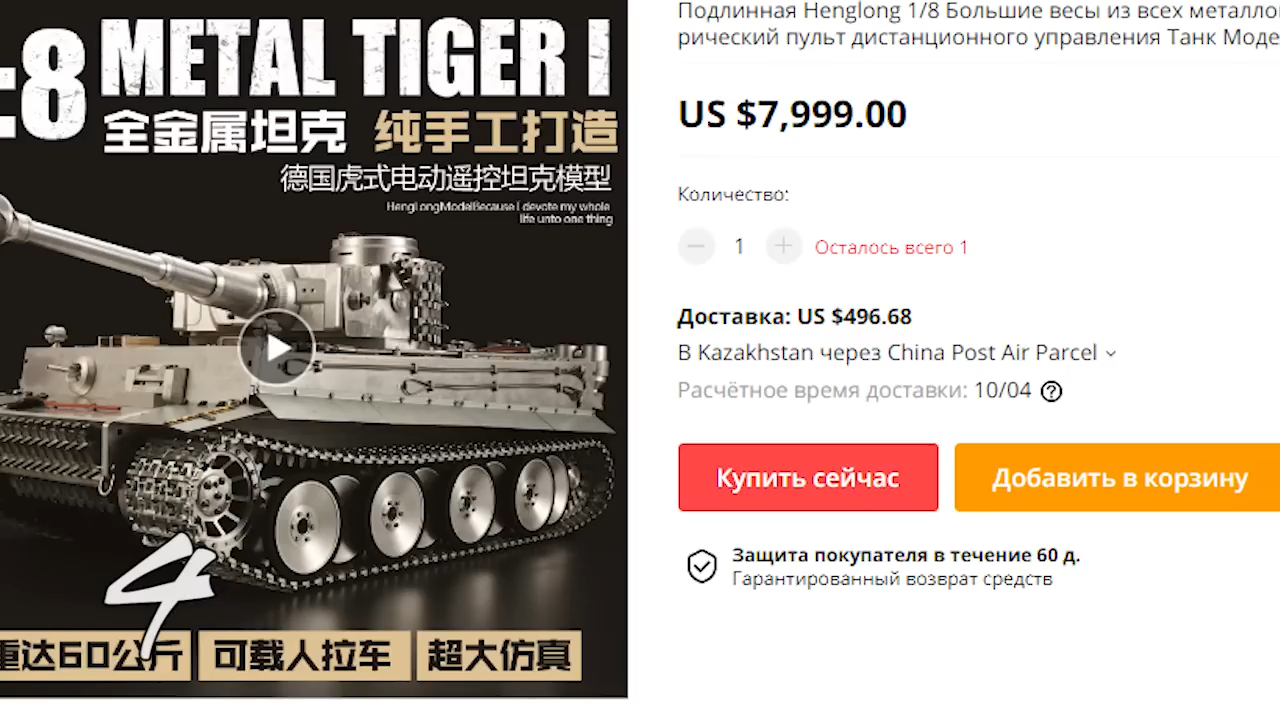 :8 METAL TIGER I
全金属坦克 纯手工打造
德国虎式电动遥控坦克模型
HengLongModelBecause I devote my whole
life unto one thing
4
重达60公斤 可载人拉车 超大仿真
Подлинная Henglong 1/8 Большие весы из всех металло
рический пульт дистанционного управления Танк Моде
US $7,999.00
Количество:
1 Осталось всего 1
Доставка: US $496.68
В Kazakhstan через China Post Air Parcel
Расчётное время доставки: 10/04
Купить сейчас Добавить в корзину
Защита покупателя в течение 60 д.
Гарантированный возврат средств